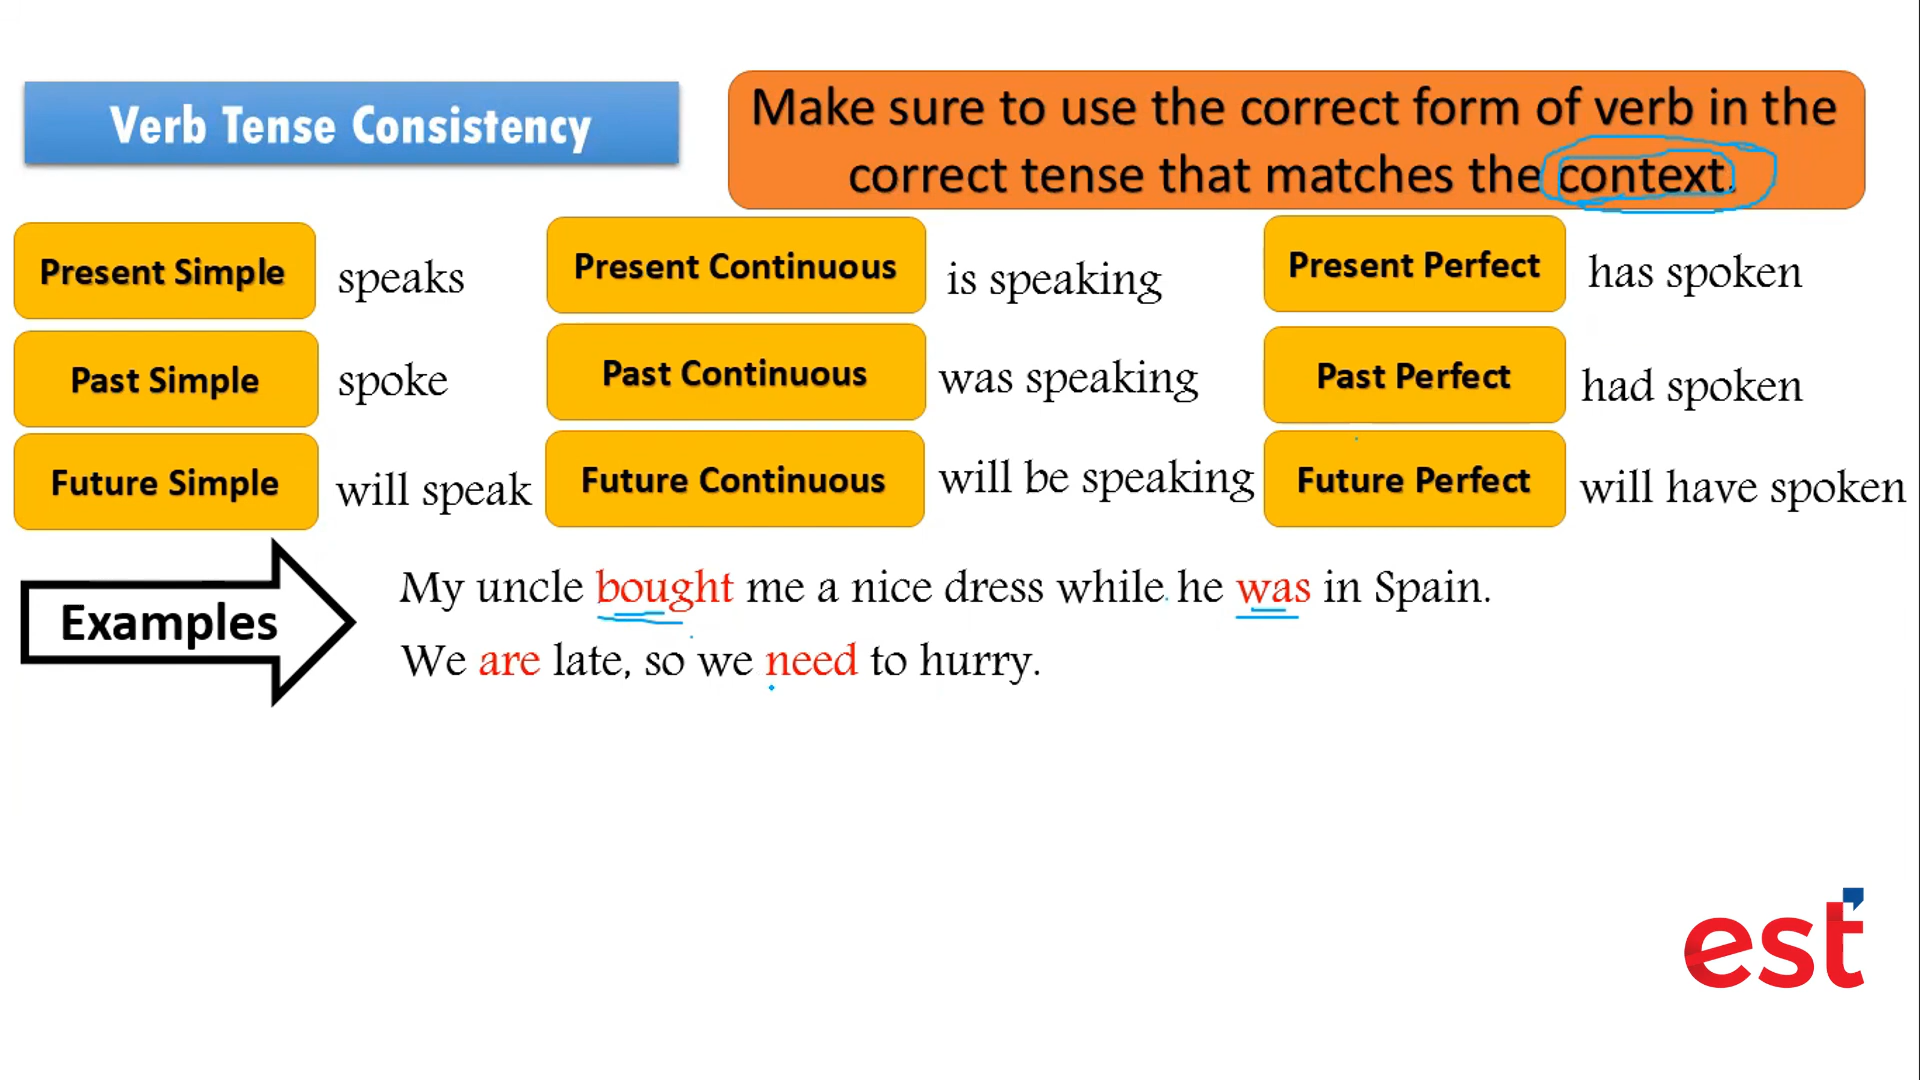 Verb Tense Consistency
Make sure to use the correct form of verb in the
correct tense that matches the context.
Present Simple speaks Present Continuous is speaking Present Perfect has spoken
Past Simple spoke Past Continuous was speaking Past Perfect had spoken
Future Simple will speak Future Continuous will be speaking Future Perfect will have spoken
Examples
My uncle bought me a nice dress while he was in Spain.
We are late, so we need to hurry.
est